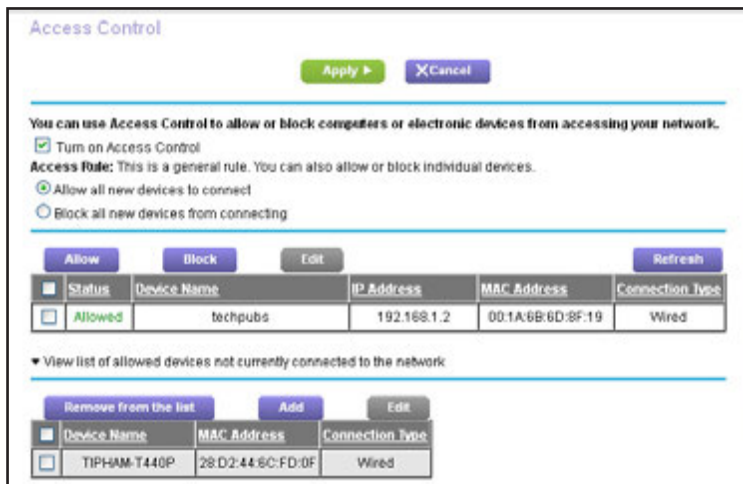 Access Control
Apply ►
XCancel
You can use Access Control to allow or block computers or electronic devices from accessing your network.
Turn on Access Control
Access Rule: This is a general rule. You can also allow or block individual devices.
Allow all new devices to connect
Block all new devices from connecting
Allow Block Edit Refresh
Status Device Name IP Address MAC Address Connection Type
Allowed techpubs 192.168.1.2 00:1A:6B:6D:8F:19 Wired
▼ View list of allowed devices not currently connected to the network
Remove from the list Add Edit
Device Name MAC Address Connection Type
TIPHAM-T440P 28:D2:44:6C:FD:0F Wired